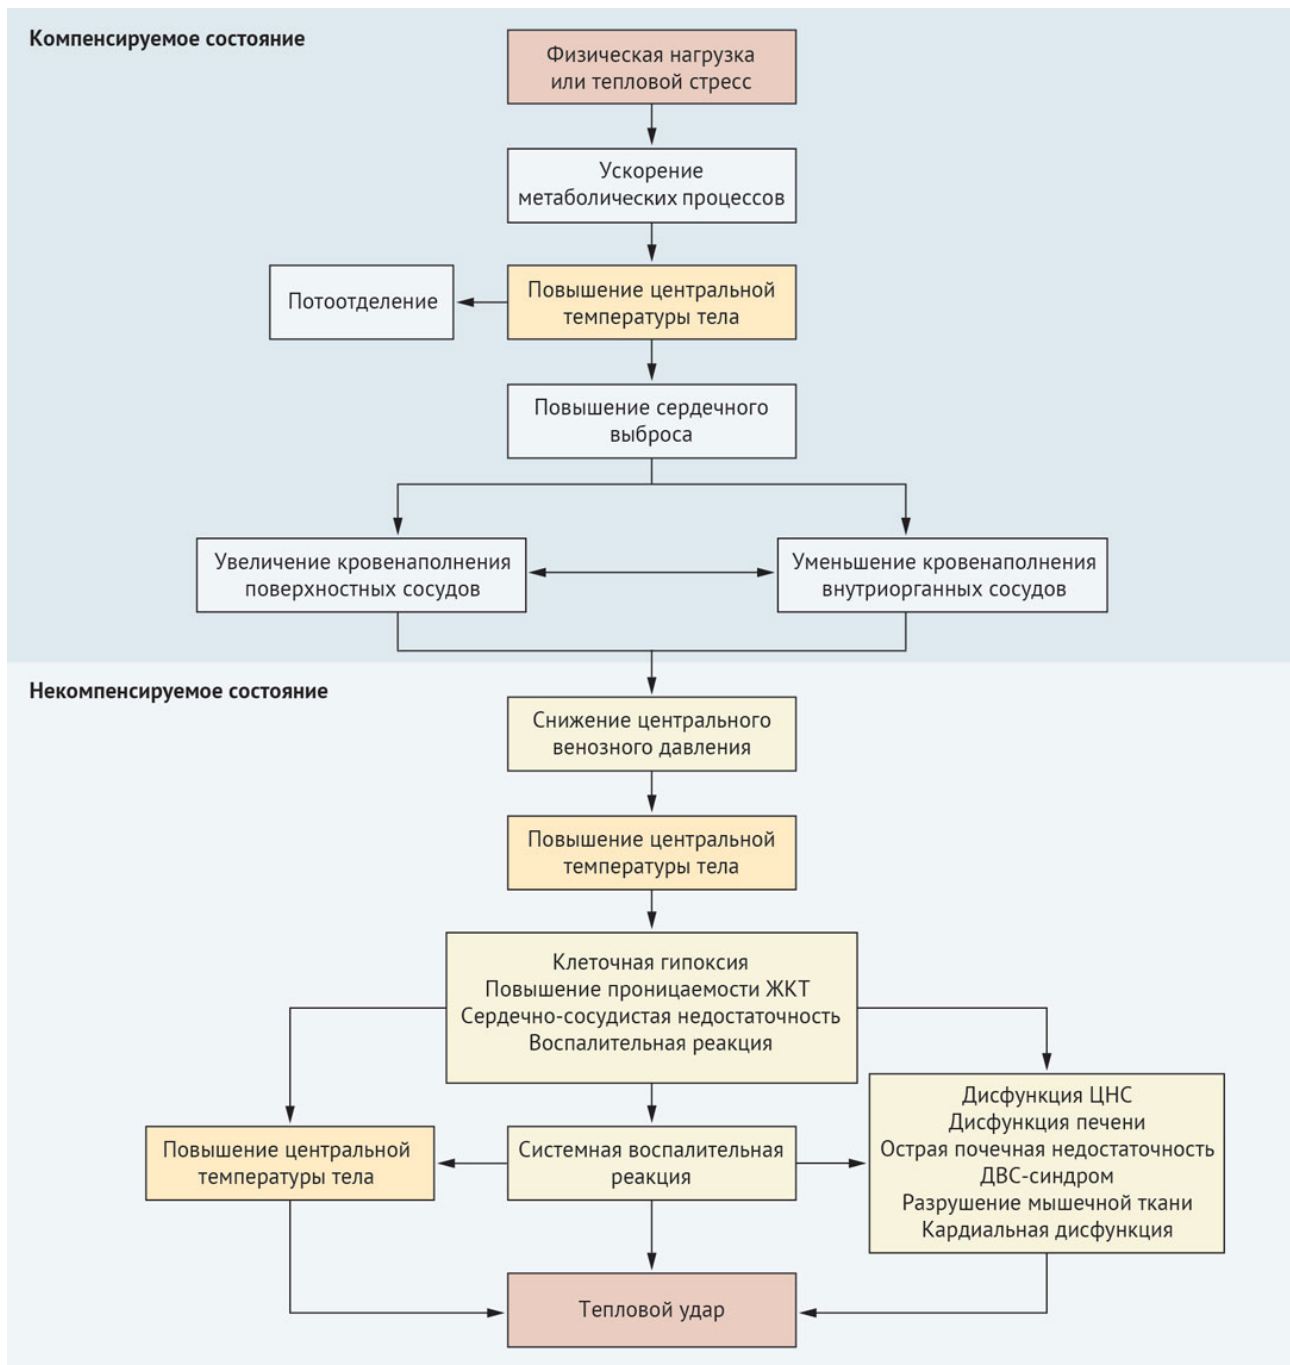 Компенсируемое состояние
Физическая нагрузка
или тепловой стресс
Ускорение
метаболических процессов
Потоотделение
Повышение центральной
температуры тела
Повышение сердечного
выброса
Увеличение кровенаполнения
поверхностных сосудов
Уменьшение кровенаполнения
внутриорганных сосудов
Некомпенсируемое состояние
Снижение центрального
венозного давления
Повышение центральной
температуры тела
Клеточная гипоксия
Повышение проницаемости ЖКТ
Сердечно-сосудистая недостаточность
Воспалительная реакция
Повышение центральной
температуры тела
Системная воспалительная
реакция
Дисфункция ЦНС
Дисфункция печени
Острая почечная недостаточность
ДВС-синдром
Разрушение мышечной ткани
Кардиальная дисфункция
Тепловой удар